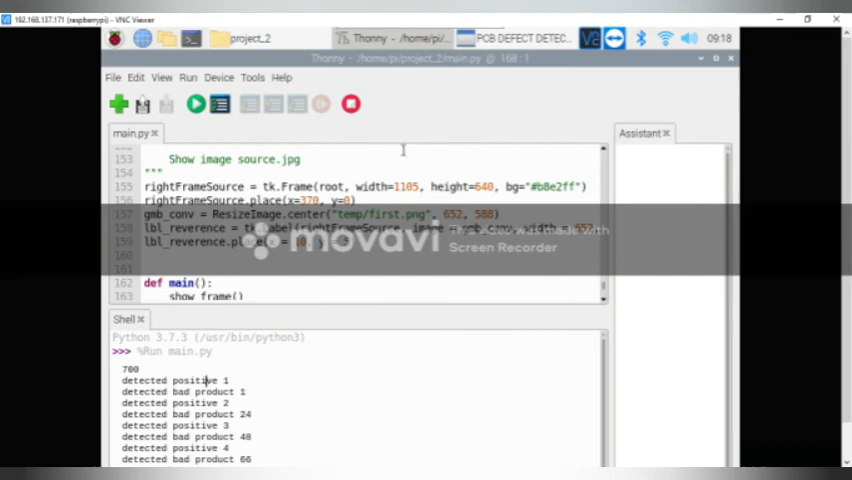 192.168.137.171 (raspberrypi) - VNC Viewer
project_2
Thonny - /home/pi/...
PCB DEFECT DETEC...
09:18
Thonny - /home/pi/project_2/main.py @ 168 : 1
File Edit View Run Device Tools Help
main.py
Assistant
153 Show image source.jpg
154 """
155 rightFrameSource = tk.Frame(root, width=1105, height=640, bg="#b8e2ff")
156 rightFrameSource.place(x=370, y=0)
157 gmb_conv = ResizeImage.center("temp/first.png", 652, 588)
158 lbl_reverence = tk.Label(rightFrameSource, image = gmb_conv, width = 652
159 lbl_reverence.place(x = 10, y =
160
161
162 def main():
163 show_frame()
movavi
This video was made with
Screen Recorder
Shell
Python 3.7.3 (/usr/bin/python3)
>>> %Run main.py
700
detected positive 1
detected bad product 1
detected positive 2
detected bad product 24
detected positive 3
detected bad product 48
detected positive 4
detected bad product 66